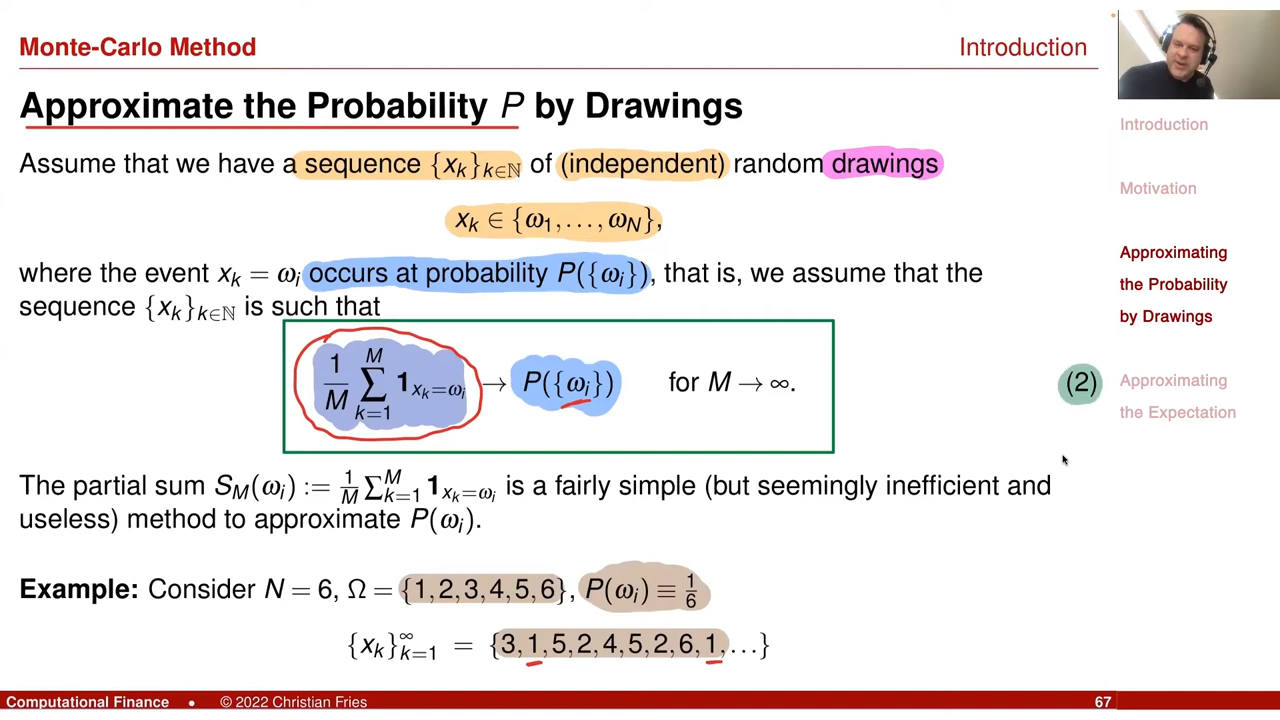 Monte-Carlo Method
Introduction
Approximate the Probability P by Drawings
Assume that we have a sequence {x_k}_{k∈ℕ} of (independent) random drawings
x_k ∈ {ω_1, . . . , ω_N},
where the event x_k = ω_i occurs at probability P({ω_i}), that is, we assume that the
sequence {x_k}_{k∈ℕ} is such that
1/M ∑_{k=1}^{M} 1_{x_k=ω_i} → P({ω_i}) for M → ∞. (2)
The partial sum S_M(ω_i) := 1/M ∑_{k=1}^{M} 1_{x_k=ω_i} is a fairly simple (but seemingly inefficient and
useless) method to approximate P(ω_i).
Example: Consider N = 6, Ω = {1,2,3,4,5,6}, P(ω_i) ≡ 1/6
{x_k}_{k=1}^{∞} = {3,1,5,2,4,5,2,6,1,...}
Introduction
Motivation
Approximating
the Probability
by Drawings
Approximating
the Expectation
Computational Finance • © 2022 Christian Fries 67